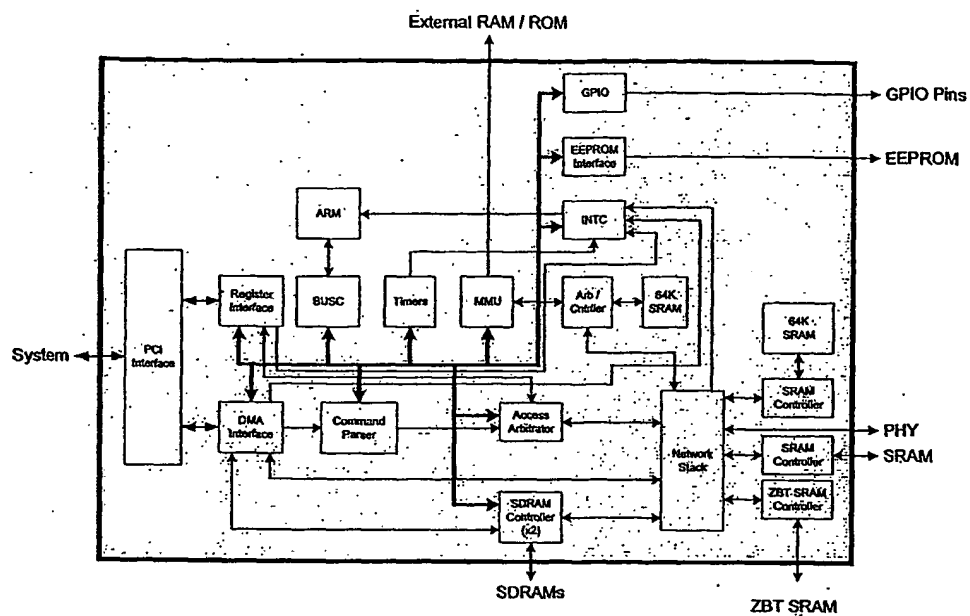 External RAM / ROM
GPIO
GPIO Pins
EEPROM
Interface
EEPROM
ARM
INTC
Register
Interface
BUSC
Timers
MMU
Arb /
Cntller
64K
SRAM
64K
SRAM
System
PCI
Interface
SRAM
Controller
DMA
Interface
Command
Parser
Access
Arbitrator
Network
Stack
PHY
SRAM
Controller
SRAM
SDRAM
Controller
(x2)
ZBT SRAM
Controller
SDRAMs
ZBT SRAM